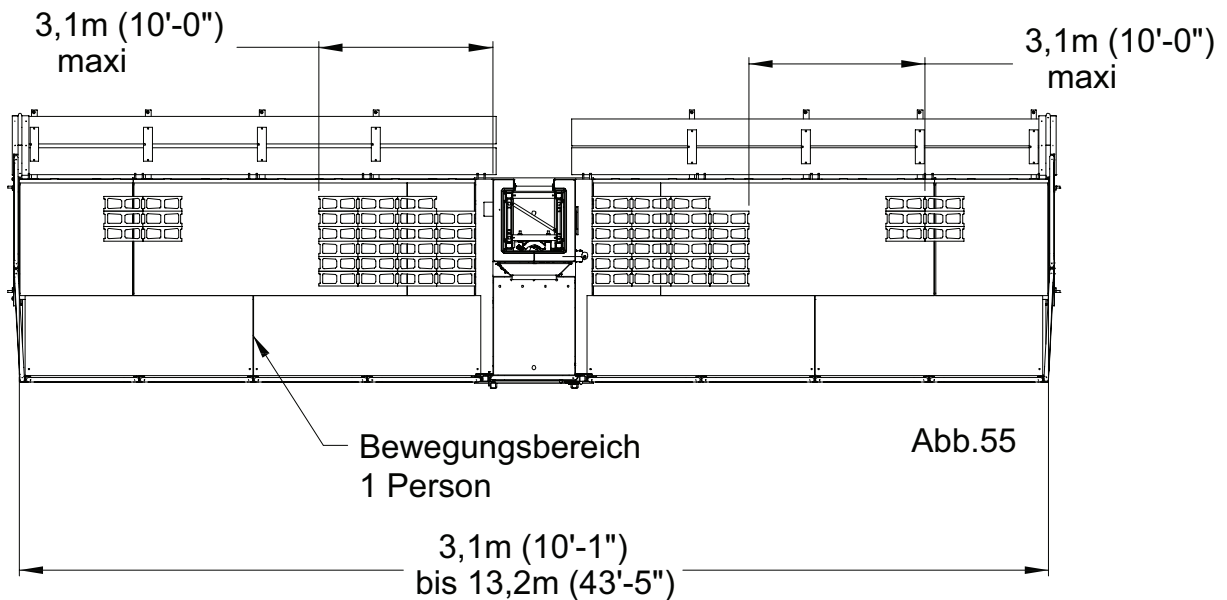 3,1m (10'-0")
maxi
3,1m (10'-0")
maxi
Bewegungsbereich
1 Person
Abb.55
3,1m (10'-1")
bis 13,2m (43'-5")